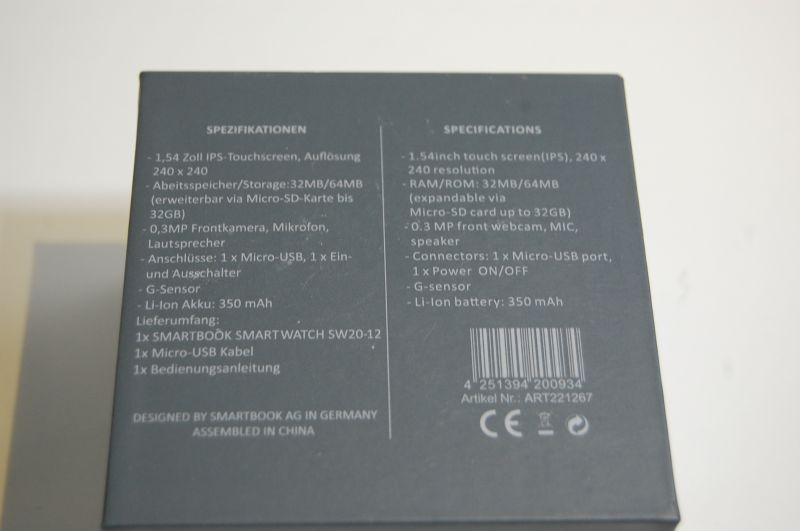 SPEZIFIKATIONEN
- 1,54 Zoll IPS-Touchscreen, Auflösung
240 x 240
- Abeitsspeicher/Storage:32MB/64MB
(erweiterbar via Micro-SD-Karte bis
32GB)
- 0,3MP Frontkamera, Mikrofon,
Lautsprecher
- Anschlüsse: 1 x Micro-USB, 1 x Ein-
und Ausschalter
- G-Sensor
- Li-Ion Akku: 350 mAh
Lieferumfang:
1x SMARTBOOK SMARTWATCH SW20-12
1x Micro-USB Kabel
1x Bedienungsanleitung
DESIGNED BY SMARTBOOK AG IN GERMANY
ASSEMBLED IN CHINA
SPECIFICATIONS
- 1.54inch touch screen(IPS), 240 x
240 resolution
- RAM/ROM: 32MB/64MB
(expandable via
Micro-SD card up to 32GB)
- 0.3 MP front webcam, MIC,
speaker
- Connectors: 1 x Micro-USB port,
1 x Power ON/OFF
- G-sensor
- Li-Ion battery: 350 mAh
4 251394 200934
Artikel Nr.: ART221267
CE